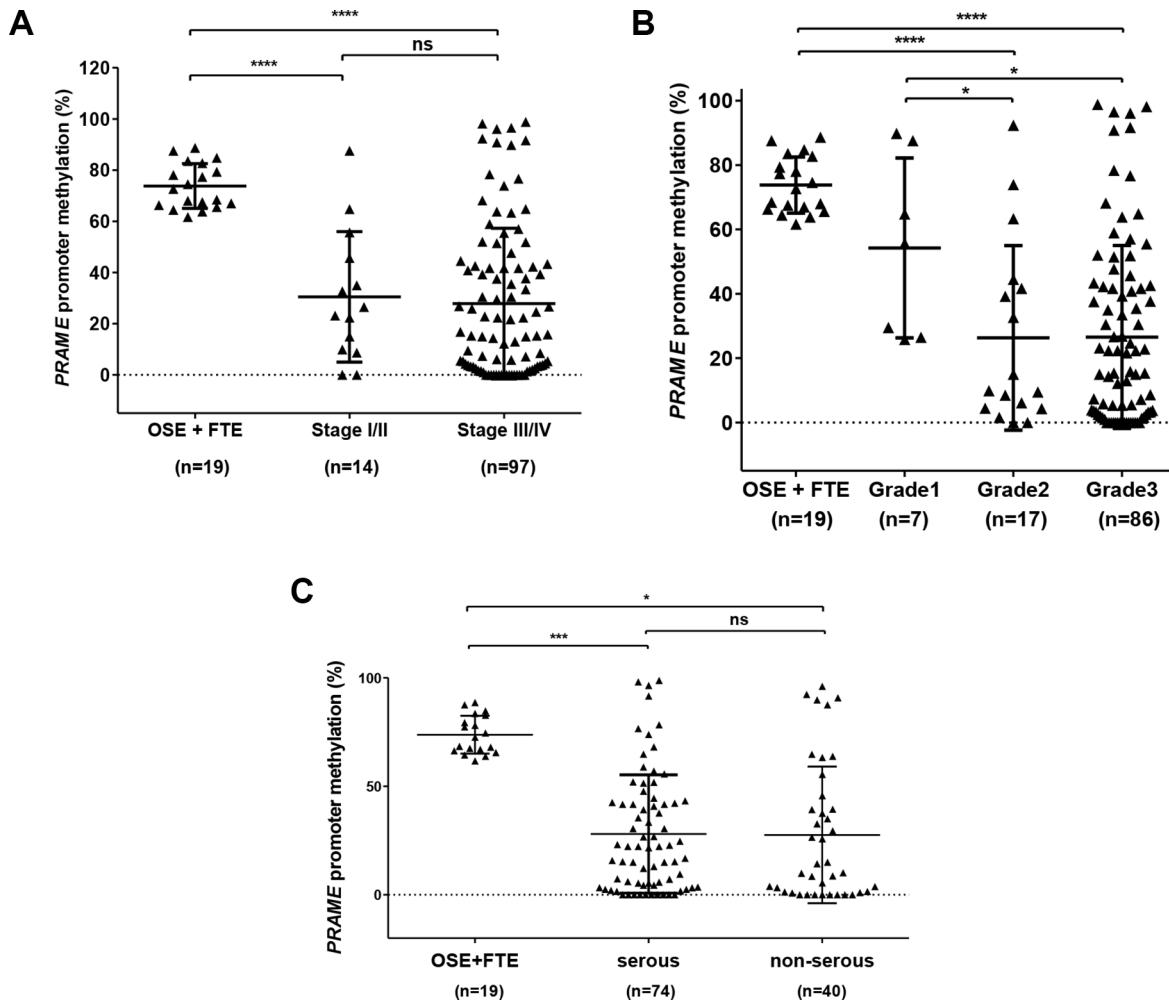 A
****
ns
****
PRAME promoter methylation (%)
120
100
80
60
40
20
0
OSE + FTE
Stage I/II
Stage III/IV
(n=19)
(n=14)
(n=97)
B
****
****
*
*
PRAME promoter methylation (%)
100
80
60
40
20
0
OSE + FTE
Grade1
Grade2
Grade3
(n=19)
(n=7)
(n=17)
(n=86)
C
*
ns
***
PRAME promoter methylation (%)
100
50
0
OSE+FTE
serous
non-serous
(n=19)
(n=74)
(n=40)